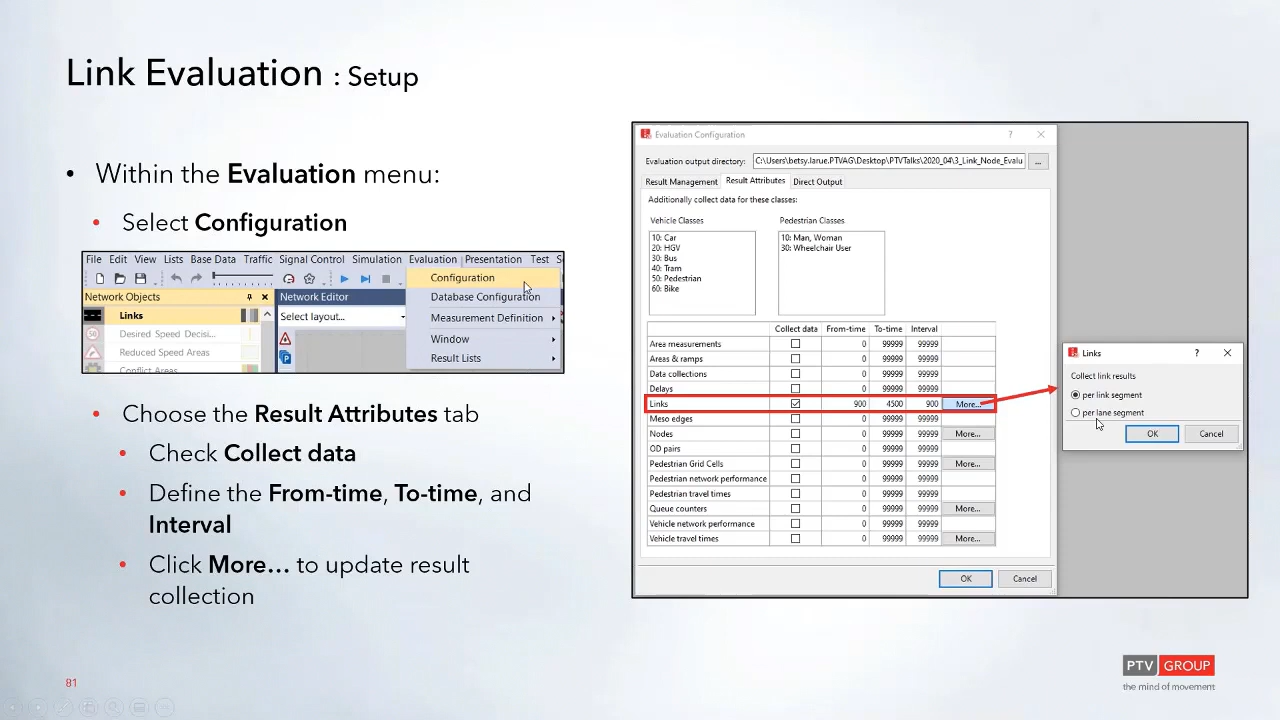 Link Evaluation : Setup
• Within the Evaluation menu:
• Select Configuration
File Edit View Lists Base Data Traffic Signal Control Simulation Evaluation Presentation Test S
Network Objects
Links
Desired Speed Decisi...
Reduced Speed Areas
Conflict Areas
Network Editor
Select layout...
Configuration
Database Configuration
Measurement Definition
Window
Result Lists
• Choose the Result Attributes tab
• Check Collect data
• Define the From-time, To-time, and
Interval
• Click More... to update result
collection
81
Evaluation Configuration
? ×
Evaluation output directory: C:\Users\betsy.larue.PTVAG\Desktop\PTVTalks\2020_04\3_Link_Node_Evalu ...
Result Management Result Attributes Direct Output
Additionally collect data for these classes:
Vehicle Classes Pedestrian Classes
10: Car
20: HGV
30: Bus
40: Tram
50: Pedestrian
60: Bike
10: Man, Woman
30: Wheelchair User
Collect data From-time To-time Interval
Area measurements 0 99999 99999
Areas & ramps 0 99999 99999
Data collections 0 99999 99999
Delays 0 99999 99999
Links 900 4500 900 More...
Meso edges 0 99999 99999
Nodes 0 99999 99999 More...
OD pairs 0 99999 99999
Pedestrian Grid Cells 0 99999 99999 More...
Pedestrian network performance 0 99999 99999
Pedestrian travel times 0 99999 99999
Queue counters 0 99999 99999 More...
Vehicle network performance 0 99999 99999
Vehicle travel times 0 99999 99999 More...
OK Cancel
Links ? ×
Collect link results
per link segment
per lane segment
OK Cancel
PTV GROUP
the mind of movement